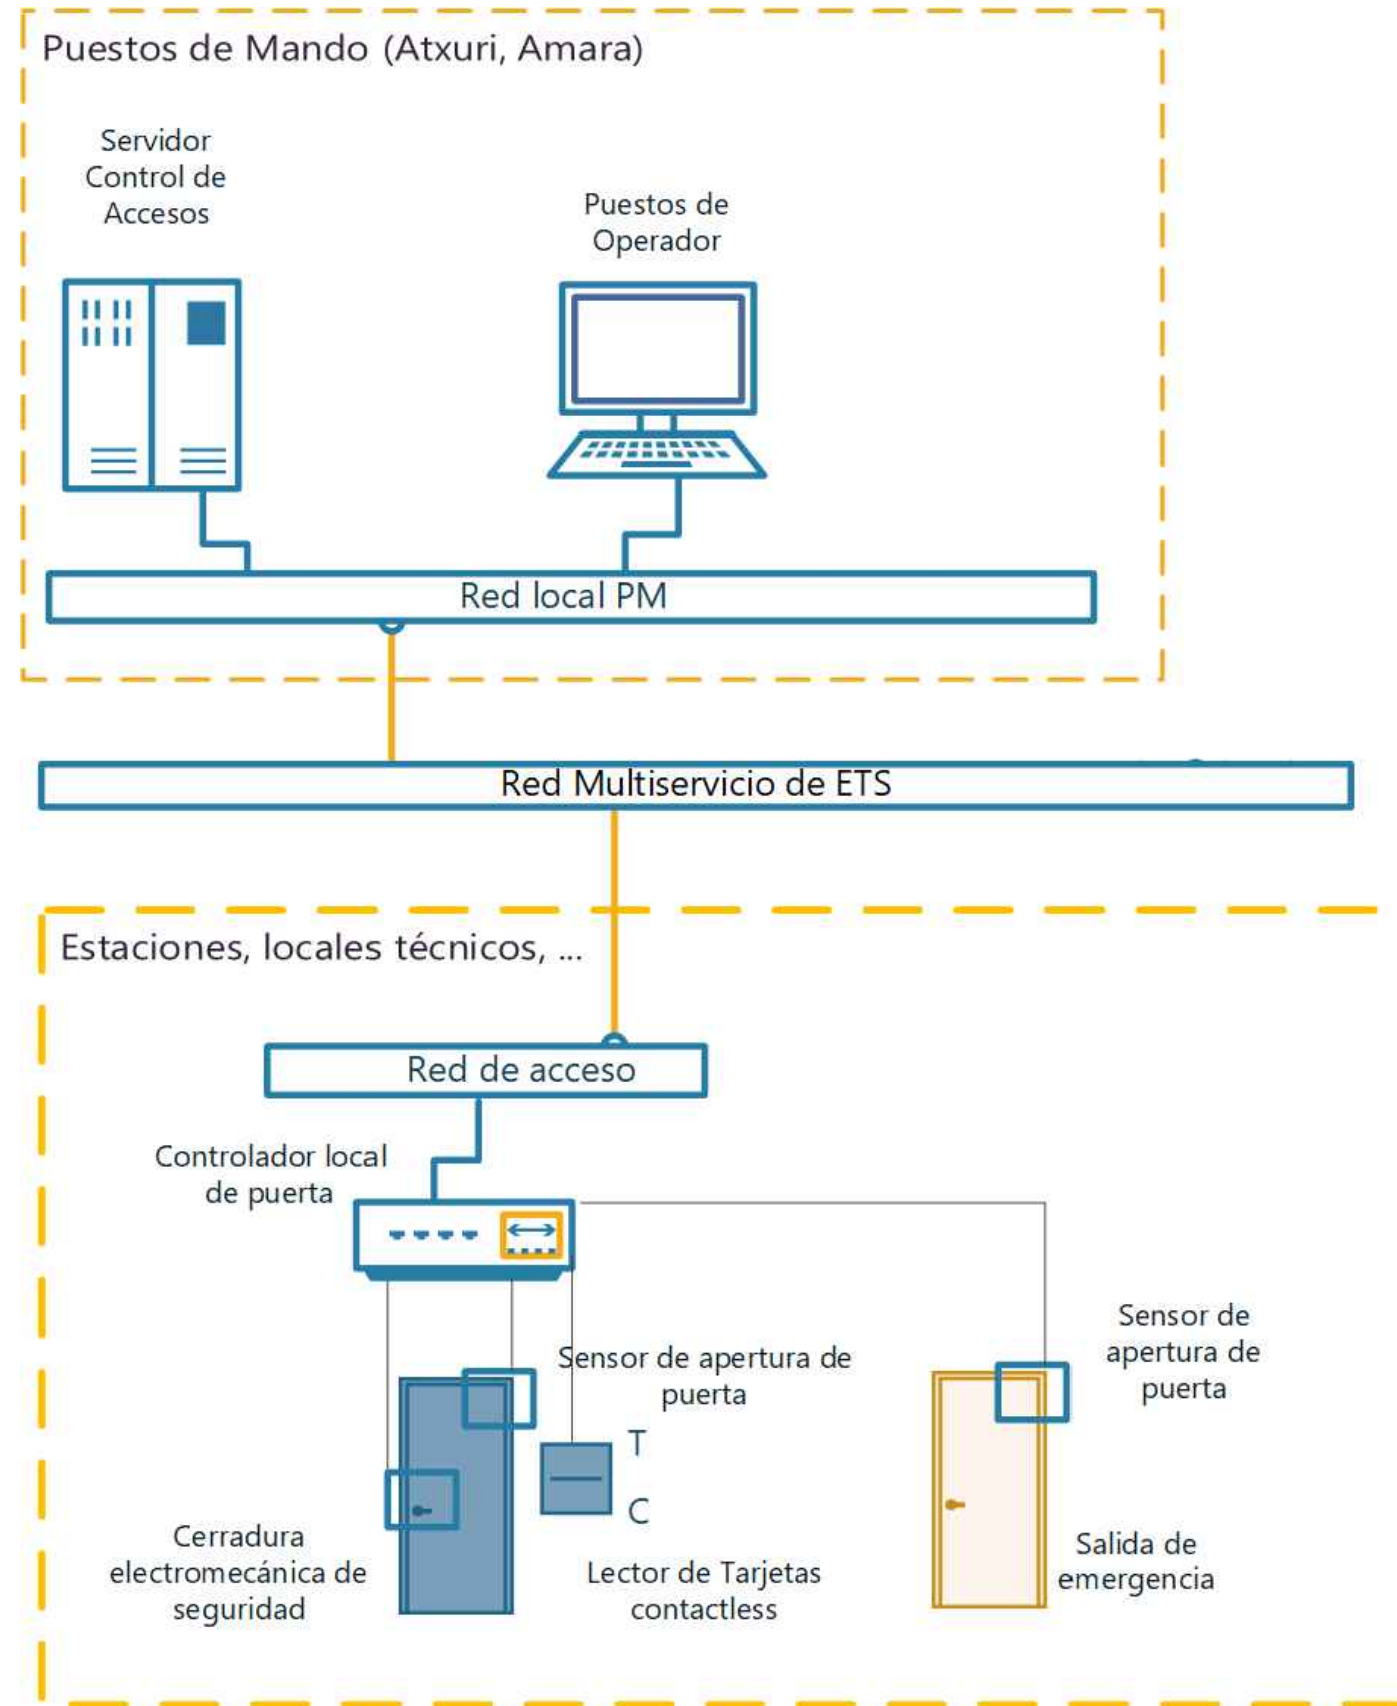 Puestos de Mando (Atxuri, Amara)
Servidor
Control de
Accesos
Puestos de
Operador
Red local PM
Red Multiservicio de ETS
Estaciones, locales técnicos, ...
Red de acceso
Controlador local
de puerta
Sensor de apertura de
puerta
Sensor de
apertura de
puerta
T
C
Cerradura
electromecánica de
seguridad
Lector de Tarjetas
contactless
Salida de
emergencia